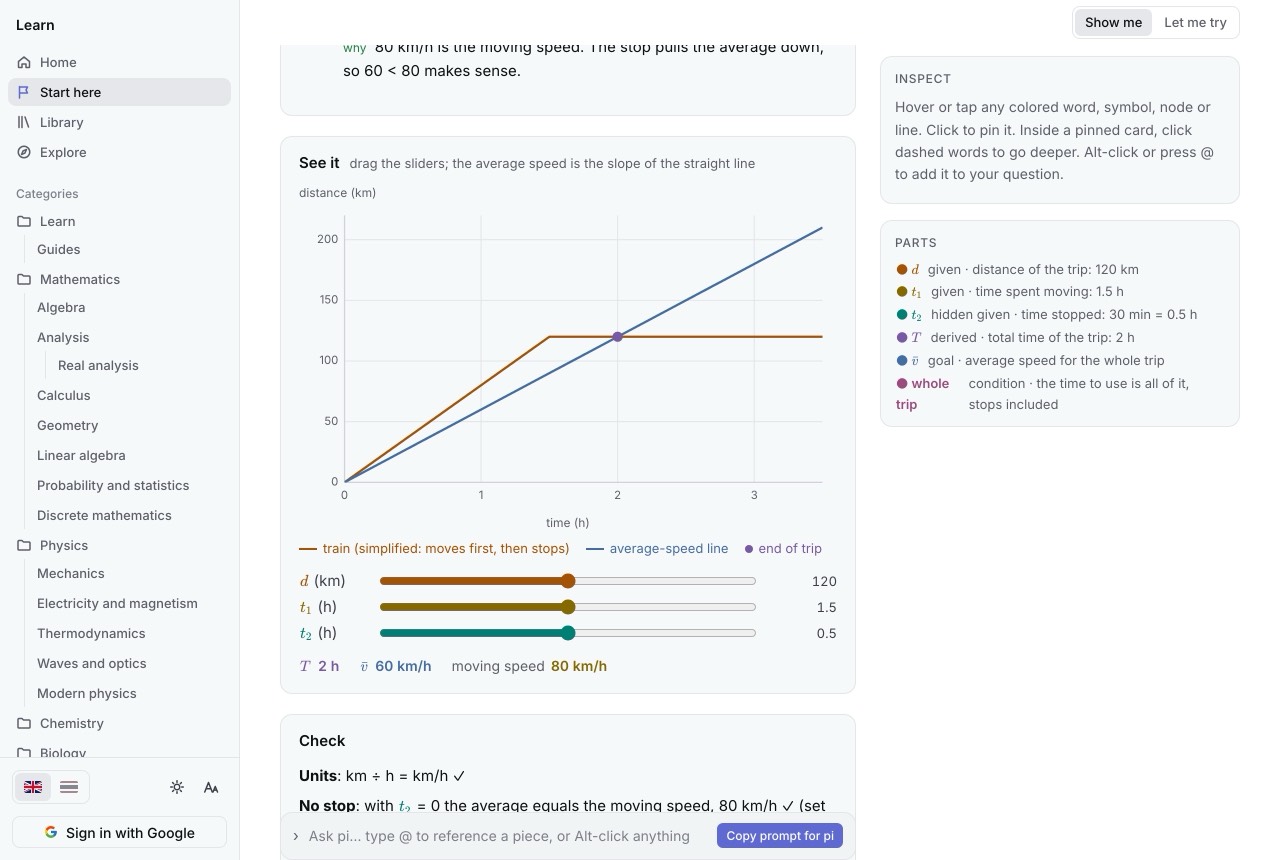 Learn
Home
Start here
Library
Explore
Categories
Learn
Guides
Mathematics
Algebra
Analysis
Real analysis
Calculus
Geometry
Linear algebra
Probability and statistics
Discrete mathematics
Physics
Mechanics
Electricity and magnetism
Thermodynamics
Waves and optics
Modern physics
Chemistry
Biology
Sign in with Google
Show me Let me try
why 80 km/h is the moving speed. The stop pulls the average down,
so 60 < 80 makes sense.
See it drag the sliders; the average speed is the slope of the straight line
distance (km)
200
150
100
50
0
0 1 2 3
time (h)
train (simplified: moves first, then stops) average-speed line end of trip
d (km) 120
t₁ (h) 1.5
t₂ (h) 0.5
T 2 h v̄ 60 km/h moving speed 80 km/h
Check
Units: km ÷ h = km/h ✓
No stop: with t₂ = 0 the average equals the moving speed, 80 km/h ✓ (set
› Ask pi... type @ to reference a piece, or Alt-click anything Copy prompt for pi
INSPECT
Hover or tap any colored word, symbol, node or
line. Click to pin it. Inside a pinned card, click
dashed words to go deeper. Alt-click or press @
to add it to your question.
PARTS
d given · distance of the trip: 120 km
t₁ given · time spent moving: 1.5 h
t₂ hidden given · time stopped: 30 min = 0.5 h
T derived · total time of the trip: 2 h
v̄ goal · average speed for the whole trip
whole condition · the time to use is all of it,
trip stops included